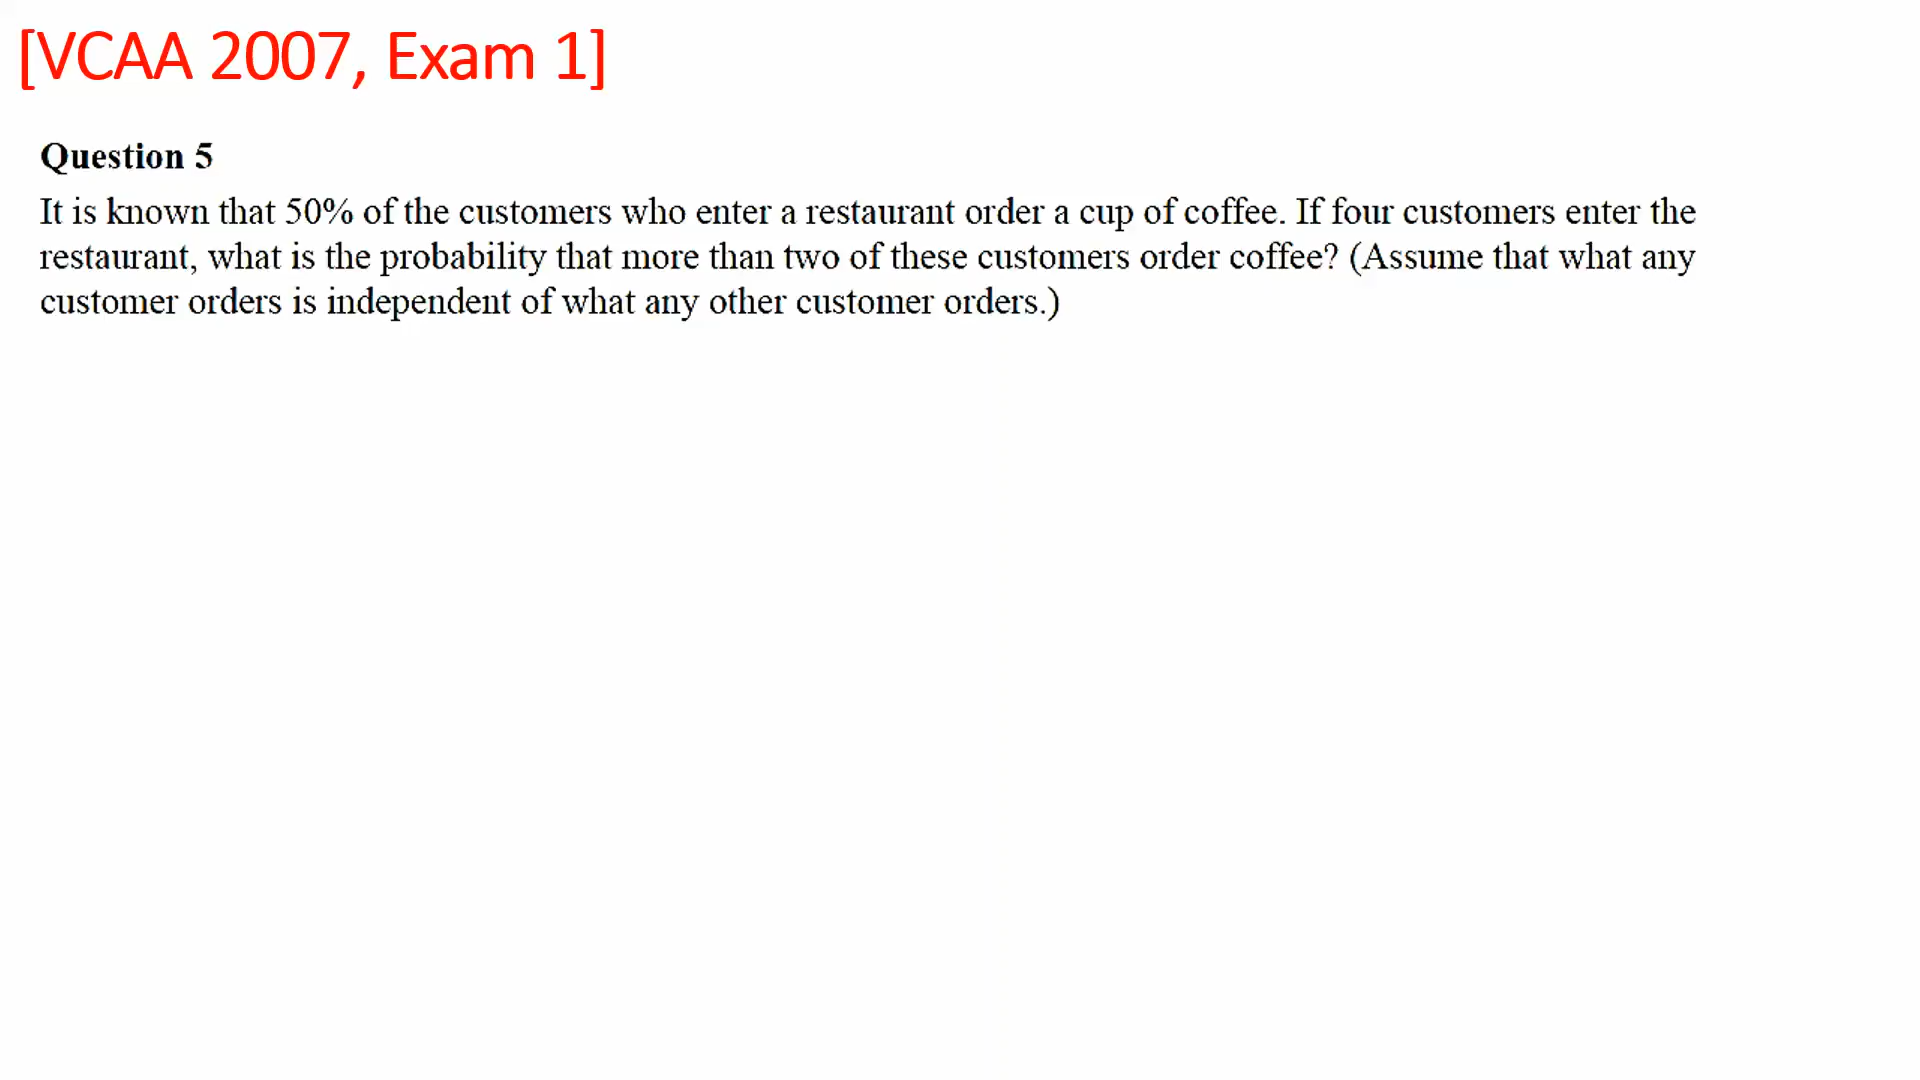 [VCAA 2007, Exam 1]
Question 5
It is known that 50% of the customers who enter a restaurant order a cup of coffee. If four customers enter the
restaurant, what is the probability that more than two of these customers order coffee? (Assume that what any
customer orders is independent of what any other customer orders.)